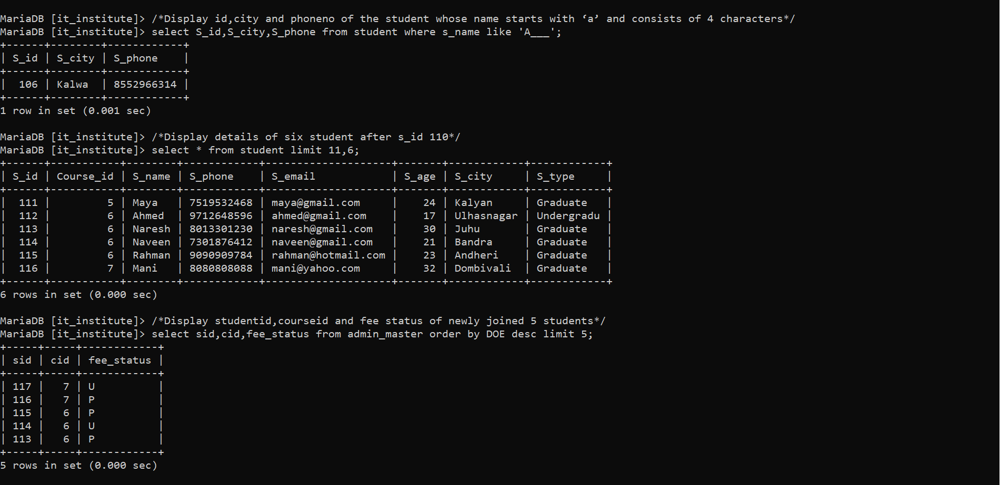 MariaDB [it_institute]> /*Display id,city and phoneno of the student whose name starts with ‘a’ and consists of 4 characters*/
MariaDB [it_institute]> select S_id,S_city,S_phone from student where s_name like 'A___';
+------+--------+------------+
| S_id | S_city | S_phone    |
+------+--------+------------+
|  106 | Kalwa  | 8552966314 |
+------+--------+------------+
1 row in set (0.001 sec)

MariaDB [it_institute]> /*Display details of six student after s_id 110*/
MariaDB [it_institute]> select * from student limit 11,6;
+------+-----------+--------+------------+--------------------+-------+------------+------------+
| S_id | Course_id | S_name | S_phone    | S_email            | S_age | S_city     | S_type     |
+------+-----------+--------+------------+--------------------+-------+------------+------------+
|  111 |         5 | Maya   | 7519532468 | maya@gmail.com     |    24 | Kalyan     | Graduate   |
|  112 |         6 | Ahmed  | 9712648596 | ahmed@gmail.com    |    17 | Ulhasnagar | Undergradu |
|  113 |         6 | Naresh | 8013301230 | naresh@gmail.com   |    30 | Juhu       | Graduate   |
|  114 |         6 | Naveen | 7301876412 | naveen@gmail.com   |    21 | Bandra     | Graduate   |
|  115 |         6 | Rahman | 9090909784 | rahman@hotmail.com |    23 | Andheri    | Graduate   |
|  116 |         7 | Mani   | 8080808088 | mani@yahoo.com     |    32 | Dombivali  | Graduate   |
+------+-----------+--------+------------+--------------------+-------+------------+------------+
6 rows in set (0.000 sec)

MariaDB [it_institute]> /*Display studentid,courseid and fee status of newly joined 5 students*/
MariaDB [it_institute]> select sid,cid,fee_status from admin_master order by DOE desc limit 5;
+-----+-----+------------+
| sid | cid | fee_status |
+-----+-----+------------+
| 117 |   7 | U          |
| 116 |   7 | P          |
| 115 |   6 | P          |
| 114 |   6 | U          |
| 113 |   6 | P          |
+-----+-----+------------+
5 rows in set (0.000 sec)